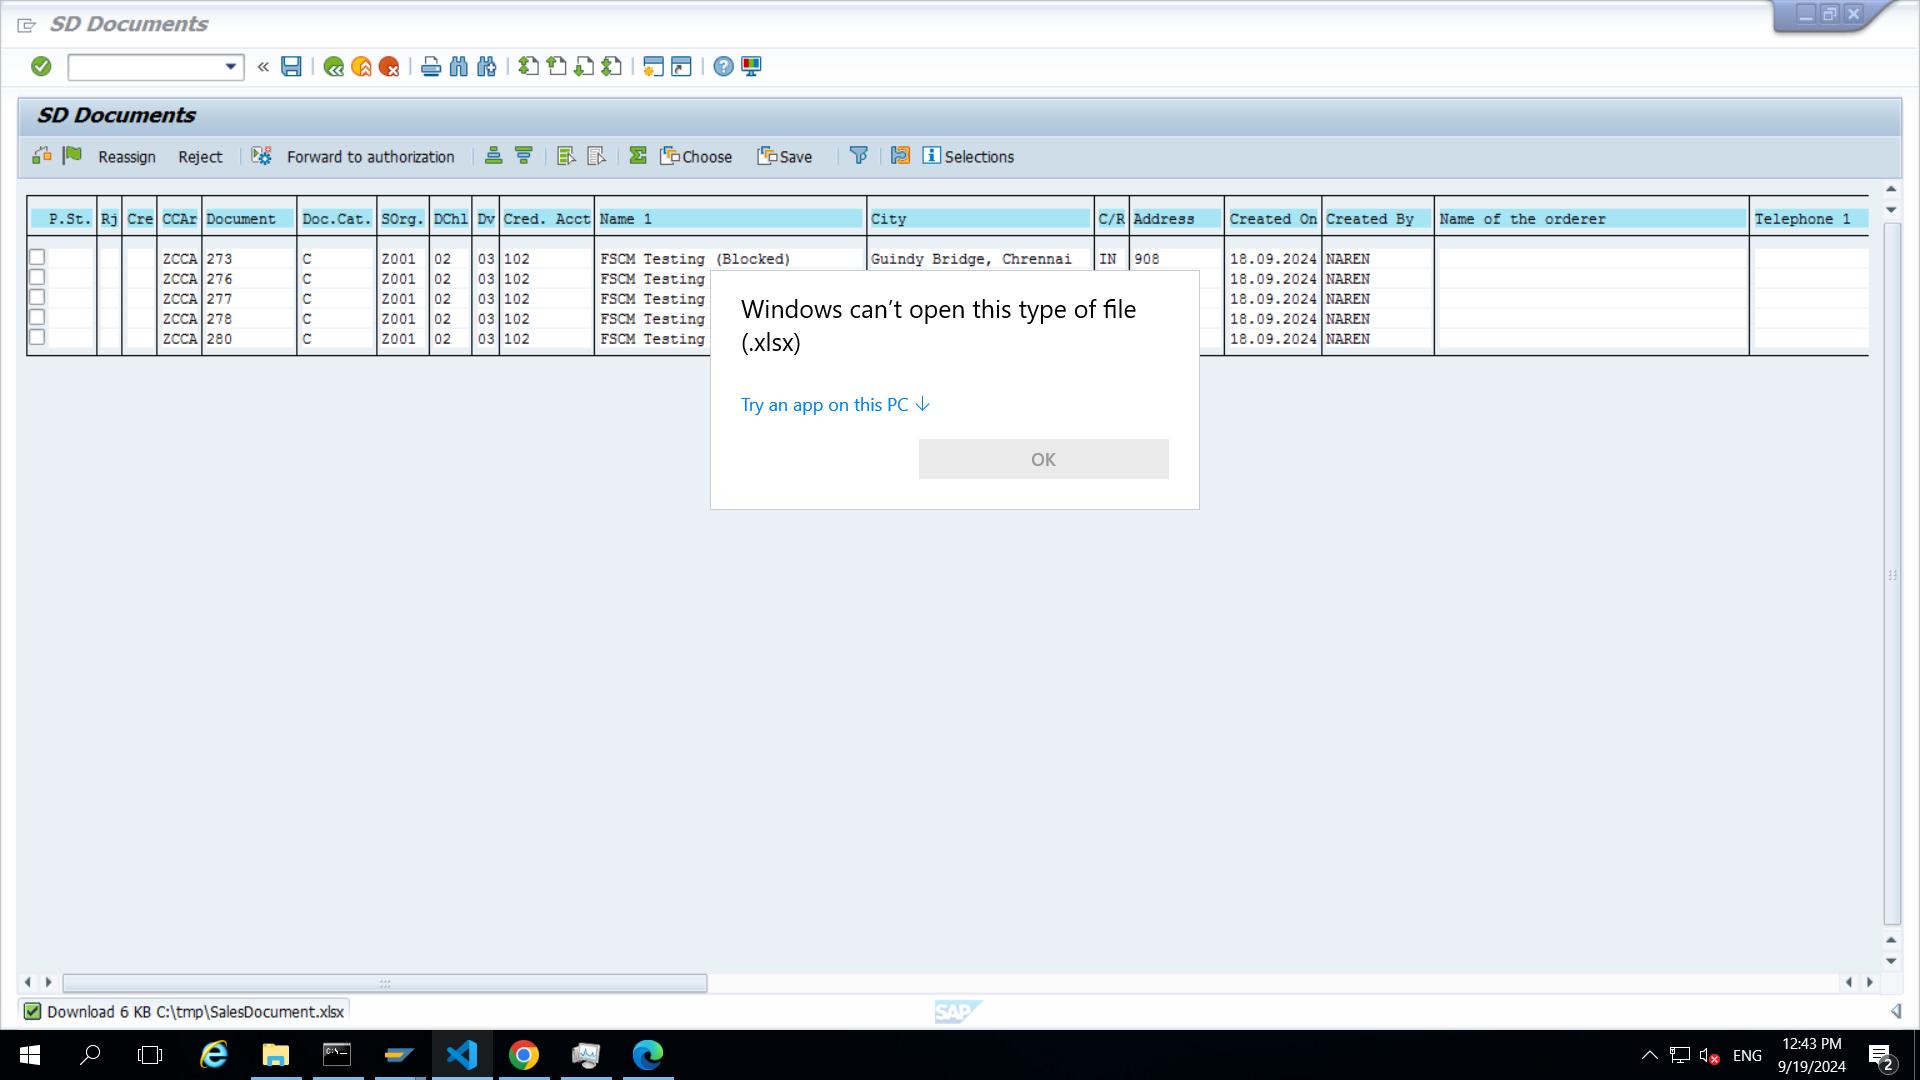 SD Documents
SD Documents
Reassign Reject Forward to authorization Choose Save Selections
P.St. Rj Cre CCAr Document Doc.Cat. SOrg. DChl Dv Cred. Acct Name 1 City C/R Address Created On Created By Name of the orderer Telephone 1
ZCCA 273 C Z001 02 03 102 FSCM Testing (Blocked) Guindy Bridge, Chrennai IN 908 18.09.2024 NAREN
ZCCA 276 C Z001 02 03 102 FSCM Testing 18.09.2024 NAREN
ZCCA 277 C Z001 02 03 102 FSCM Testing 18.09.2024 NAREN
ZCCA 278 C Z001 02 03 102 FSCM Testing 18.09.2024 NAREN
ZCCA 280 C Z001 02 03 102 FSCM Testing 18.09.2024 NAREN
Windows can’t open this type of file
(.xlsx)
Try an app on this PC
OK
Download 6 KB C:\tmp\SalesDocument.xlsx
SAP
ENG
12:43 PM
9/19/2024
2